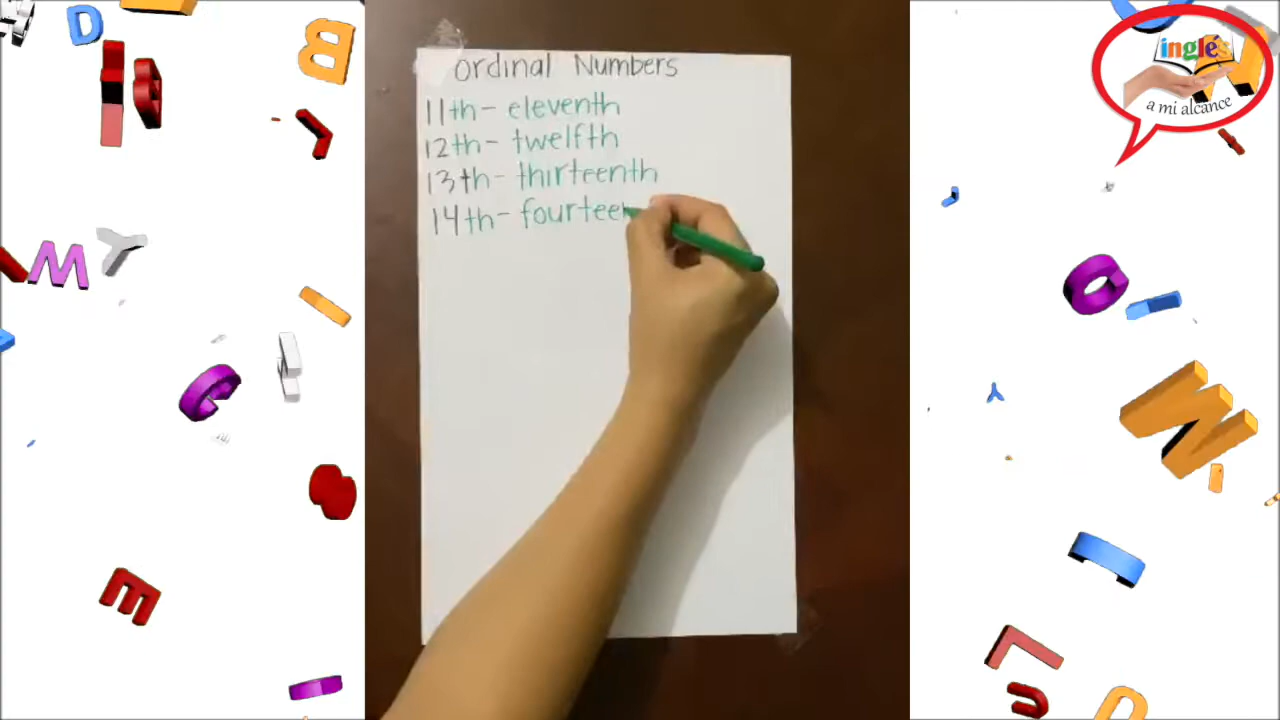 Ordinal Numbers
11th - eleventh
12th - twelfth
13th - thirteenth
14th - fourtee
inglés
a mi alcance